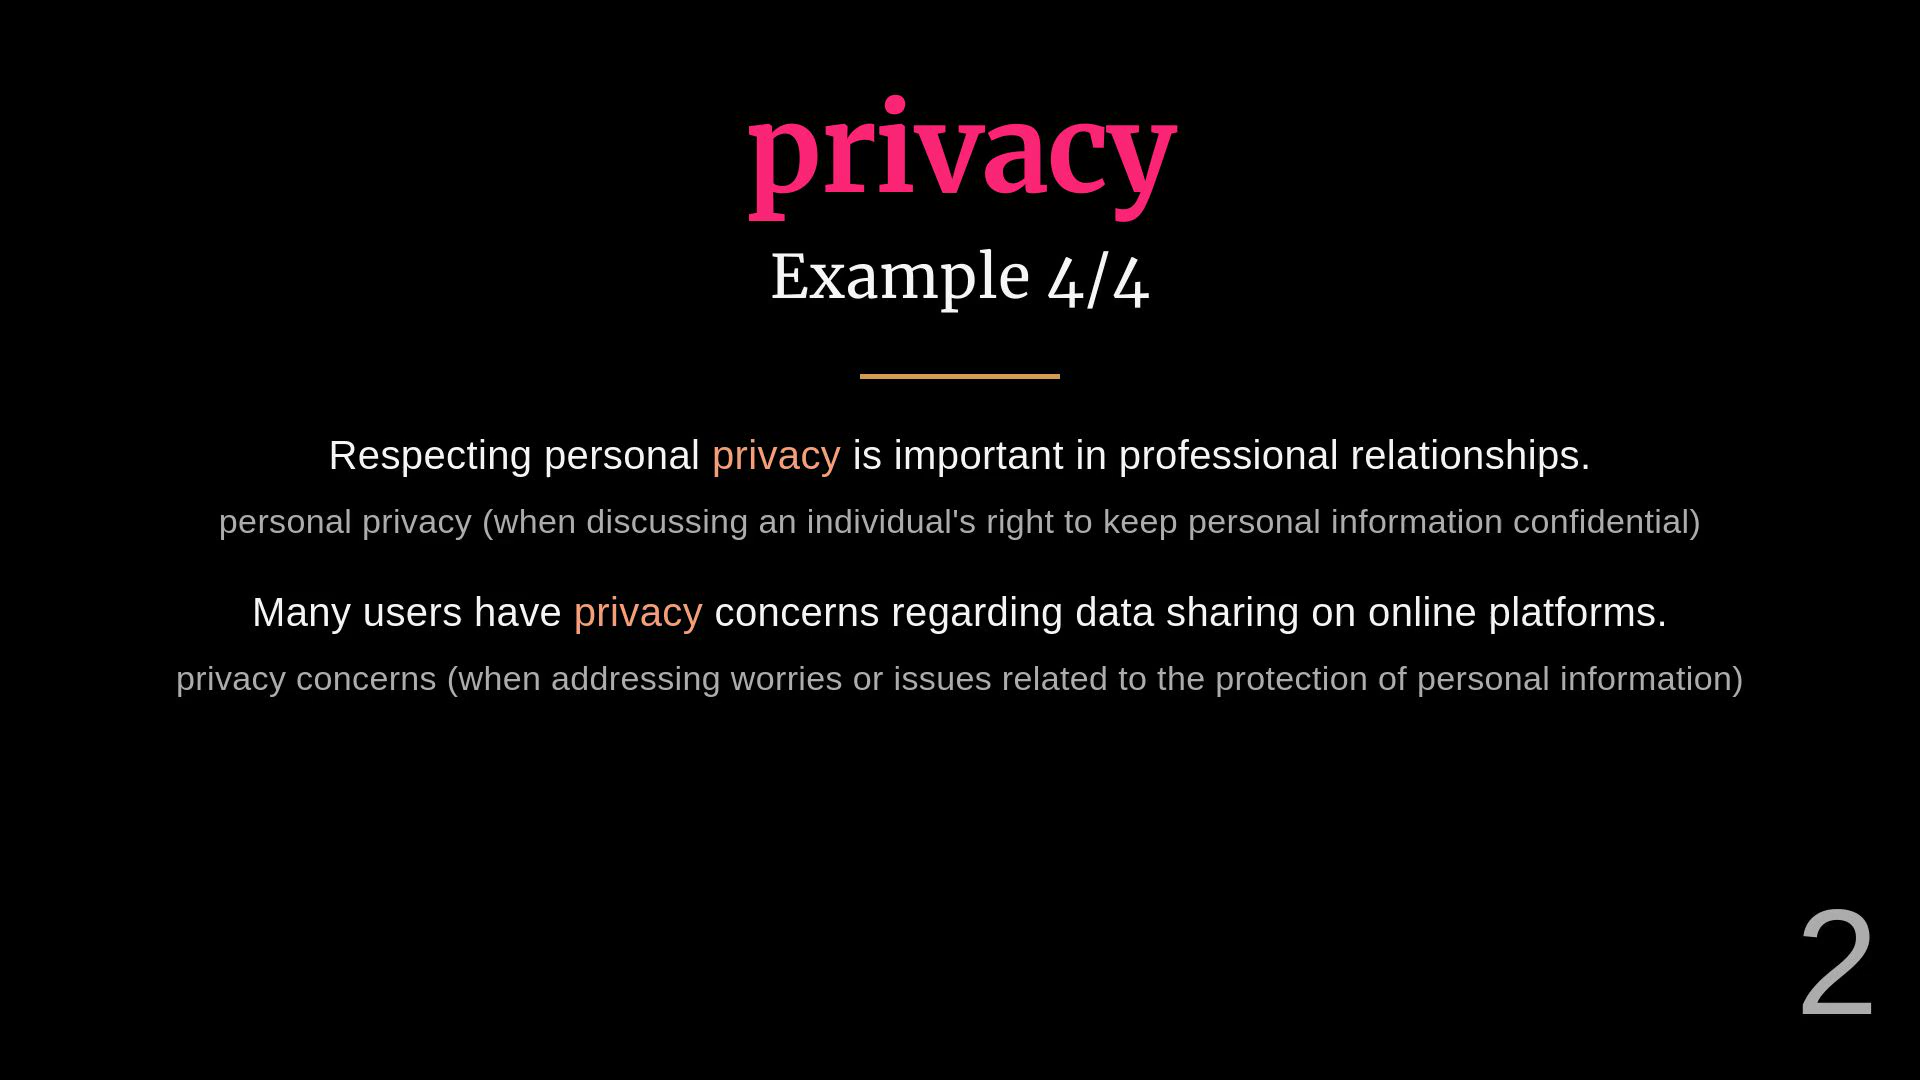 privacy
Example 4/4
Respecting personal privacy is important in professional relationships.
personal privacy (when discussing an individual's right to keep personal information confidential)
Many users have privacy concerns regarding data sharing on online platforms.
privacy concerns (when addressing worries or issues related to the protection of personal information)
2